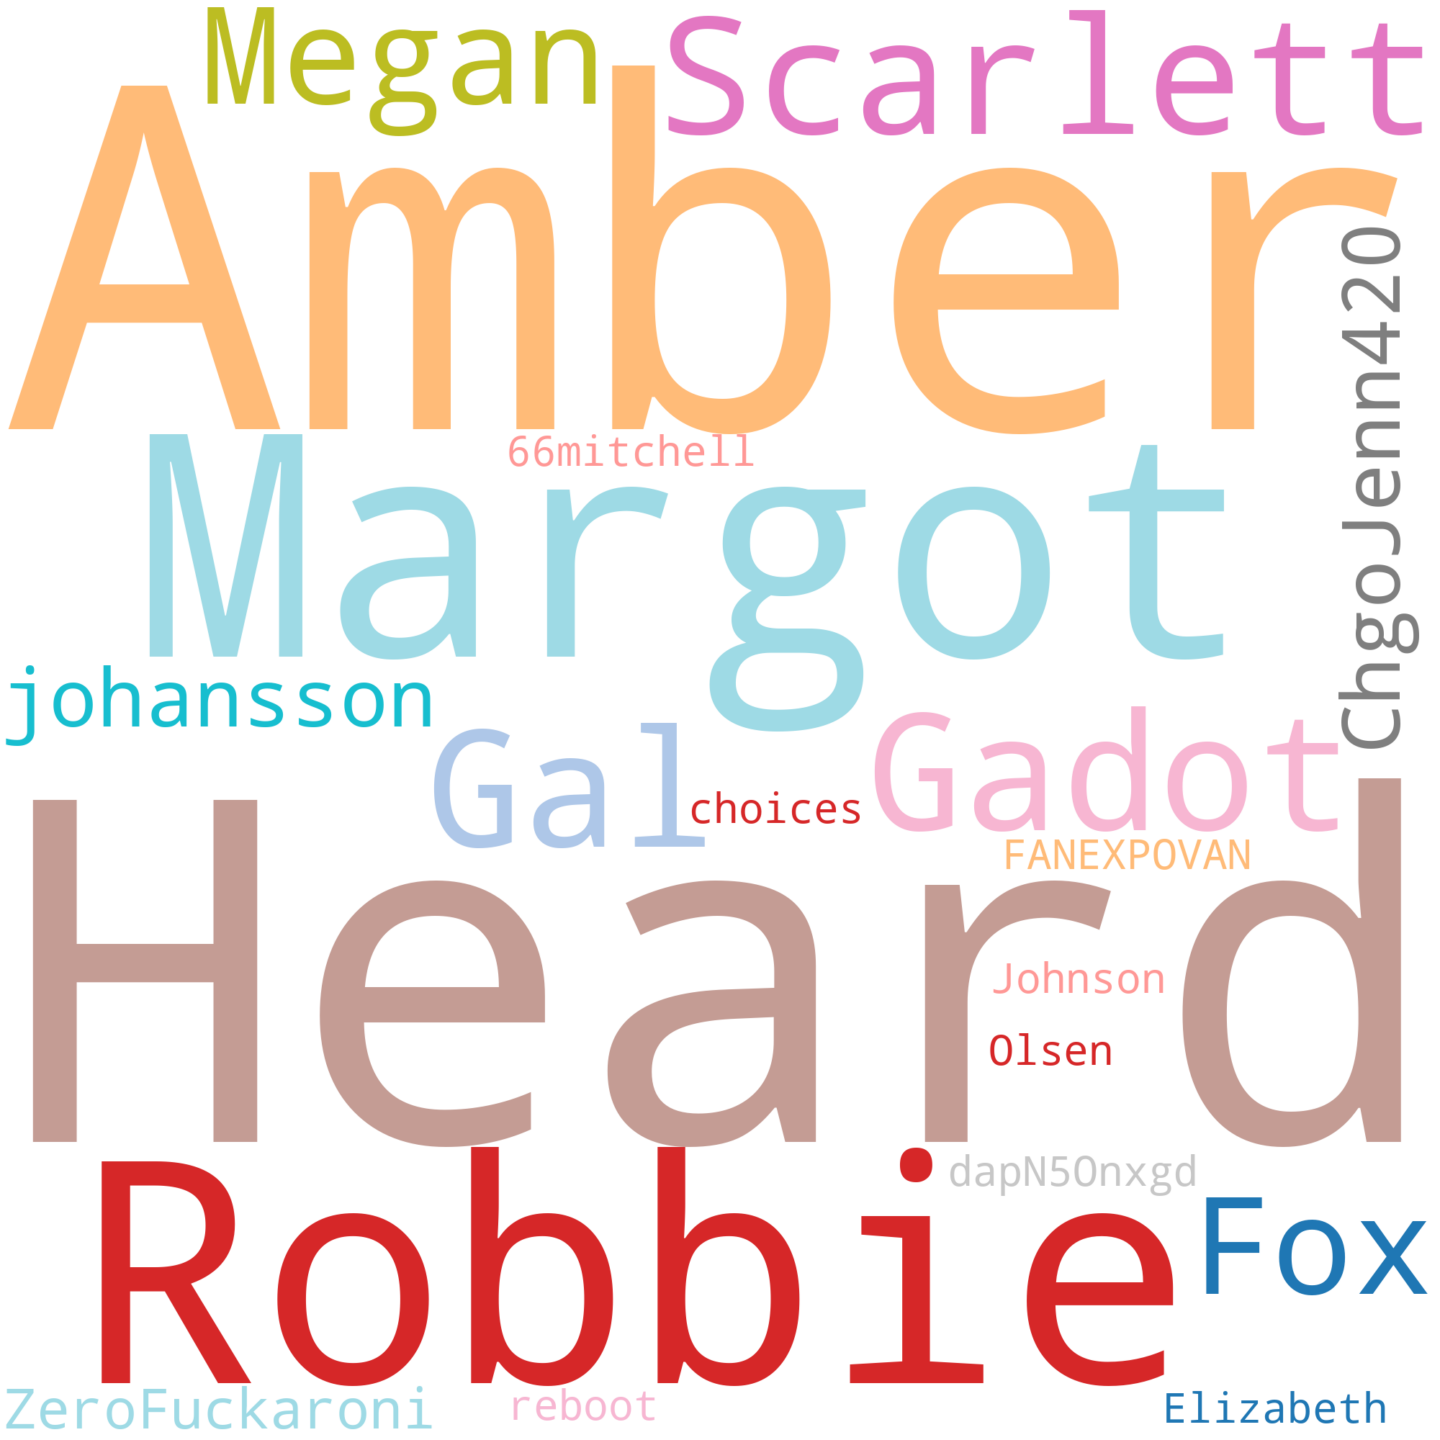 Megan
Scarlett
Amber
ChgoJenn420
Margot
66mitchell
johansson
Gal
Gadot
choices
FANEXPOVAN
Heard
Johnson
Olsen
Robbie
dapN5Onxgd
Fox
ZeroFuckaroni
reboot
Elizabeth